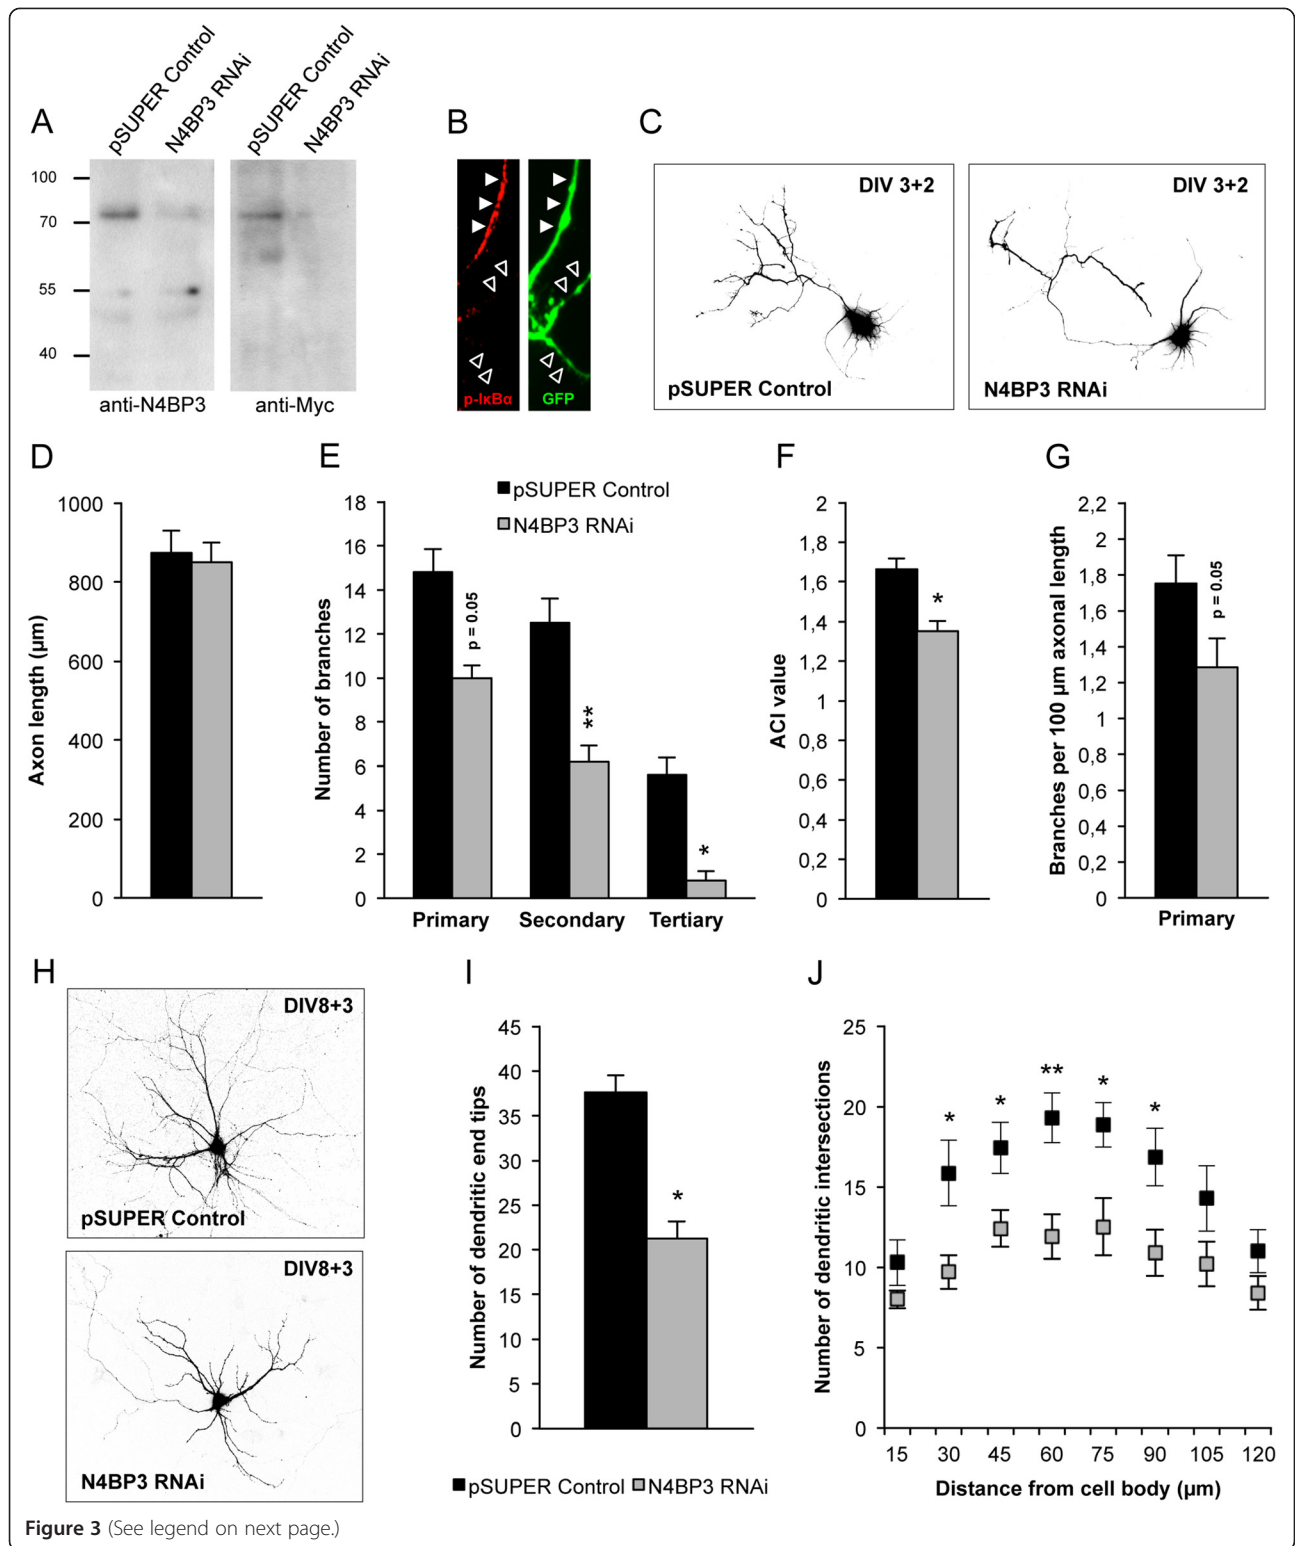 A
pSUPER Control
N4BP3 RNAi
pSUPER Control
N4BP3 RNAi
100
70
55
40
anti-N4BP3
anti-Myc
B
p-IκBα
GFP
C
DIV 3+2
pSUPER Control
DIV 3+2
N4BP3 RNAi
D
Axon length (µm)
1000
800
600
400
200
0
E
pSUPER Control
N4BP3 RNAi
Number of branches
18
16
14
12
10
8
6
4
2
0
p = 0.05
**
*
Primary
Secondary
Tertiary
F
ACI value
2
1,8
1,6
1,4
1,2
1
0,8
0,6
0,4
0,2
0
*
G
Branches per 100 µm axonal length
2,2
2
1,8
1,6
1,4
1,2
1
0,8
0,6
0,4
0,2
0
p = 0.05
Primary
H
DIV8+3
pSUPER Control
DIV8+3
N4BP3 RNAi
I
Number of dendritic end tips
45
40
35
30
25
20
15
10
5
0
*
pSUPER Control
N4BP3 RNAi
J
Number of dendritic intersections
25
20
15
10
5
0
*
*
**
*
*
15 30 45 60 75 90 105 120
Distance from cell body (µm)
Figure 3 (See legend on next page.)